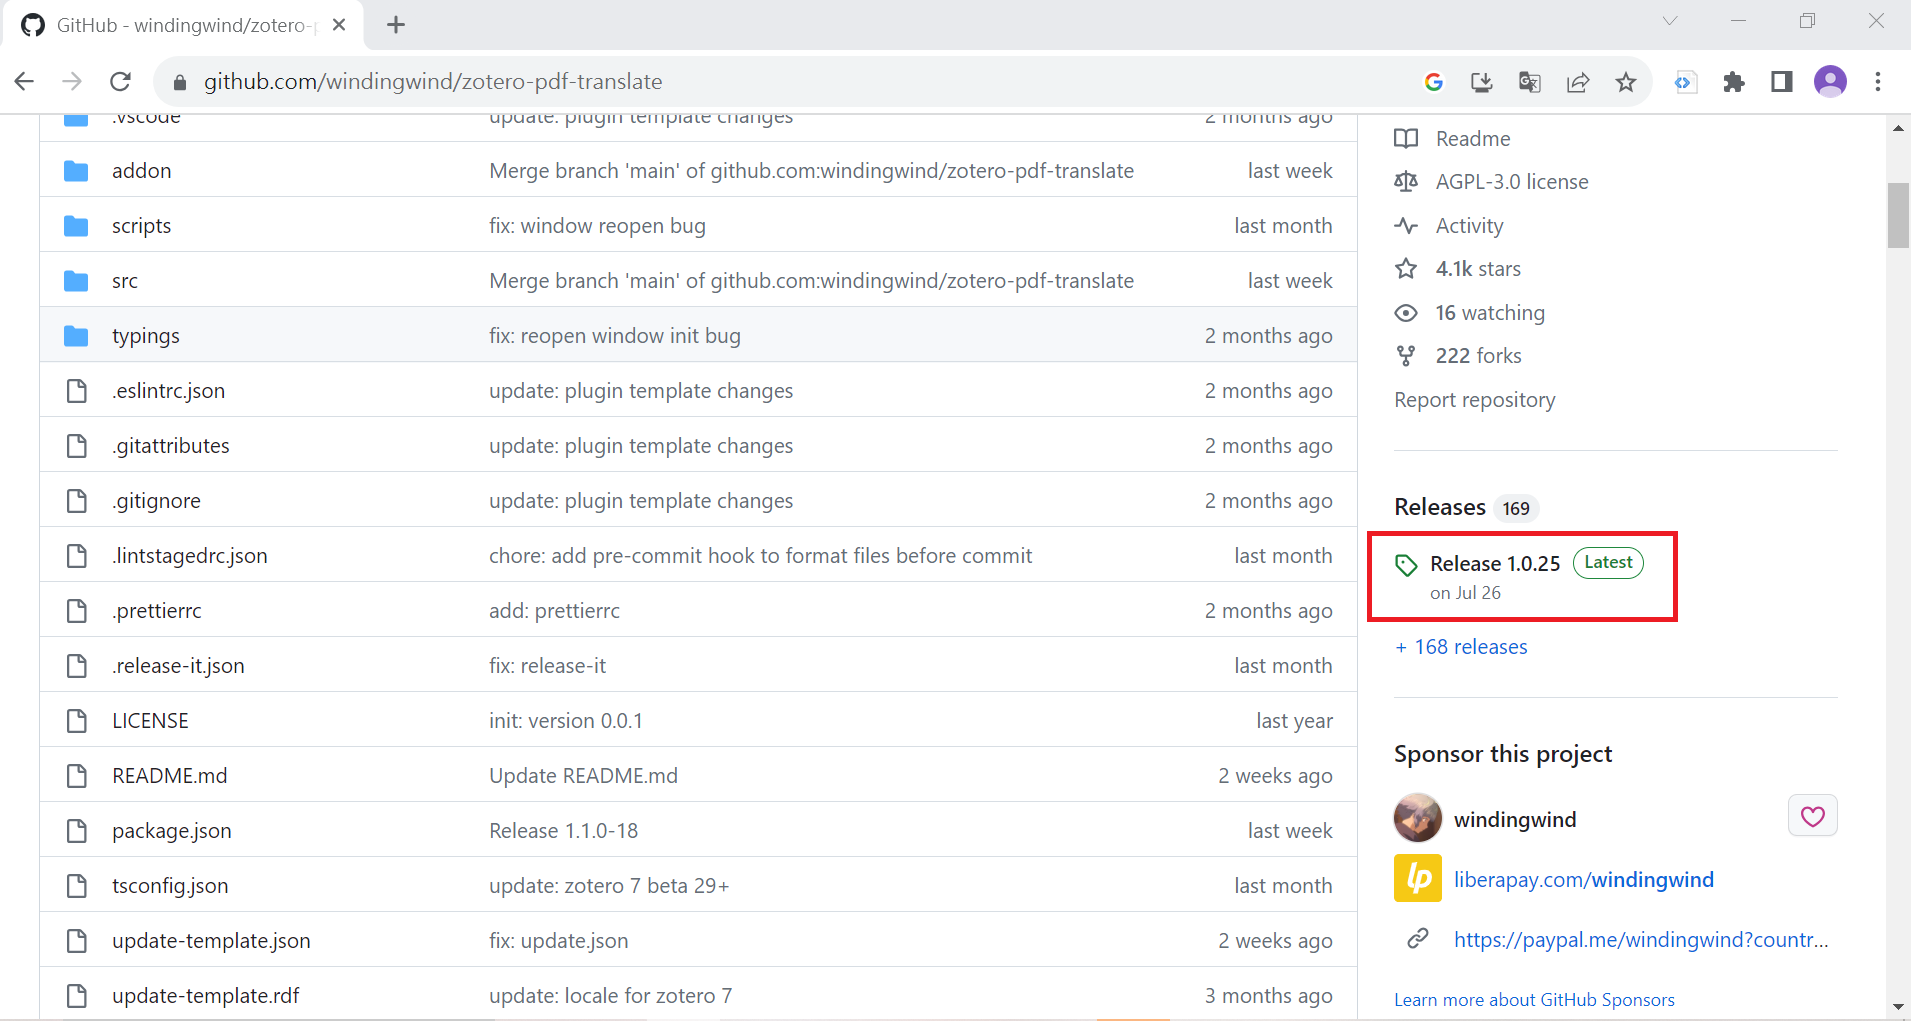 GitHub - windingwind/zotero-p
github.com/windingwind/zotero-pdf-translate
.vscode update: plugin template changes 2 months ago
addon Merge branch 'main' of github.com:windingwind/zotero-pdf-translate last week
scripts fix: window reopen bug last month
src Merge branch 'main' of github.com:windingwind/zotero-pdf-translate last week
typings fix: reopen window init bug 2 months ago
.eslintrc.json update: plugin template changes 2 months ago
.gitattributes update: plugin template changes 2 months ago
.gitignore update: plugin template changes 2 months ago
.lintstagedrc.json chore: add pre-commit hook to format files before commit last month
.prettierrc add: prettierrc 2 months ago
.release-it.json fix: release-it last month
LICENSE init: version 0.0.1 last year
README.md Update README.md 2 weeks ago
package.json Release 1.1.0-18 last week
tsconfig.json update: zotero 7 beta 29+ last month
update-template.json fix: update.json 2 weeks ago
update-template.rdf update: locale for zotero 7 3 months ago
Readme
AGPL-3.0 license
Activity
4.1k stars
16 watching
222 forks
Report repository
Releases 169
Release 1.0.25 Latest
on Jul 26
+ 168 releases
Sponsor this project
windingwind
lp liberapay.com/windingwind
https://paypal.me/windingwind?countr...
Learn more about GitHub Sponsors